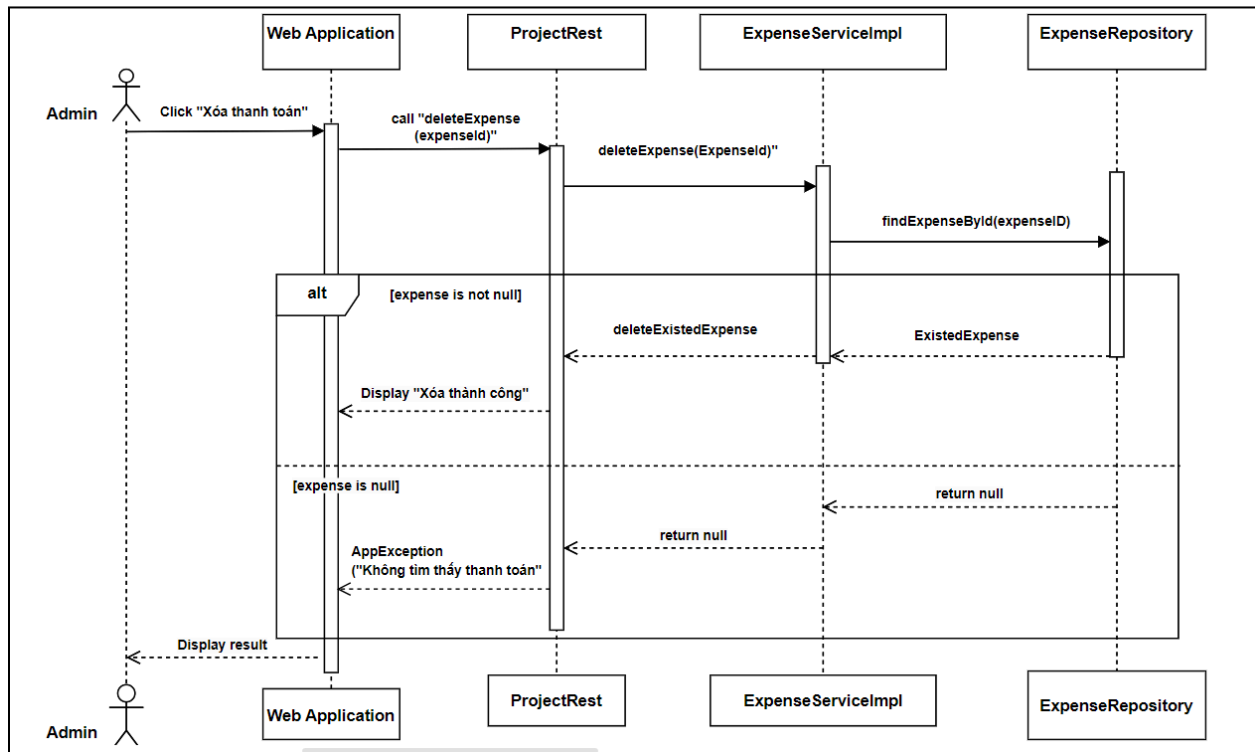 Web Application
ProjectRest
ExpenseServiceImpl
ExpenseRepository
Admin
Click "Xóa thanh toán"
call "deleteExpense
(expenseId)"
deleteExpense(ExpenseId)"
findExpenseById(expenseID)
alt
[expense is not null]
deleteExistedExpense
ExistedExpense
Display "Xóa thành công"
[expense is null]
return null
return null
AppException
("Không tìm thấy thanh toán"
Display result
Admin
Web Application
ProjectRest
ExpenseServiceImpl
ExpenseRepository